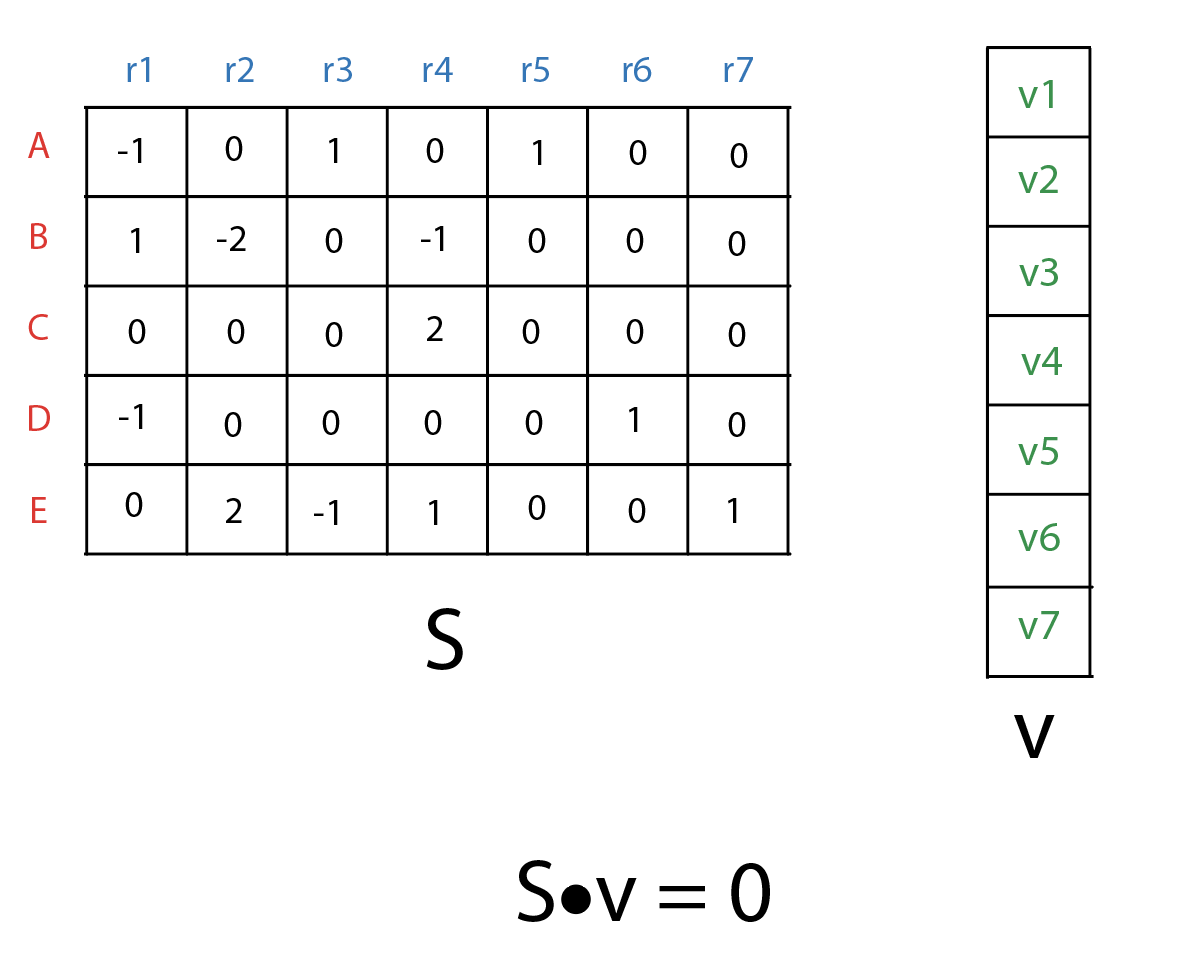 r1 r2 r3 r4 r5 r6 r7
A -1 0 1 0 1 0 0
B 1 -2 0 -1 0 0 0
C 0 0 0 2 0 0 0
D -1 0 0 0 0 1 0
E 0 2 -1 1 0 0 1
S
v1
v2
v3
v4
v5
v6
v7
v
S•v = 0